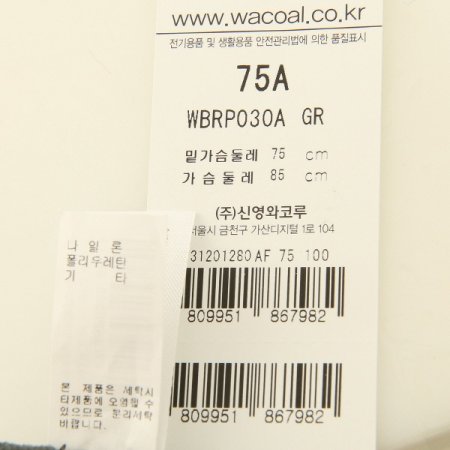 www.wacoal.co.kr
전기용품 및 생활용품 안전관리법에 의한 품질표시
75A
WBRP030A GR
밑가슴둘레 75 cm
가슴둘레 85 cm
(주)신영와코루
서울시 금천구 가산디지털 1로 104
31201280AF 75 100
809951 867982
809951 867982
나일론
폴리우레탄
기타
본 제품은 세탁시
타제품에 오염될 수
있으므로 분리세탁
바랍니다.